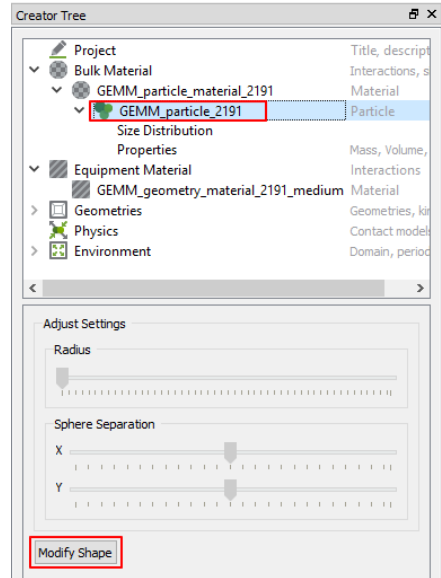 Creator Tree
Project Title, descript
Bulk Material Interactions, s
GEMM_particle_material_2191 Material
GEMM_particle_2191 Particle
Size Distribution
Properties Mass, Volume,
Equipment Material Interactions
GEMM_geometry_material_2191_medium Material
Geometries Geometries, kin
Physics Contact models
Environment Domain, period
Adjust Settings
Radius
Sphere Separation
X
Y
Modify Shape